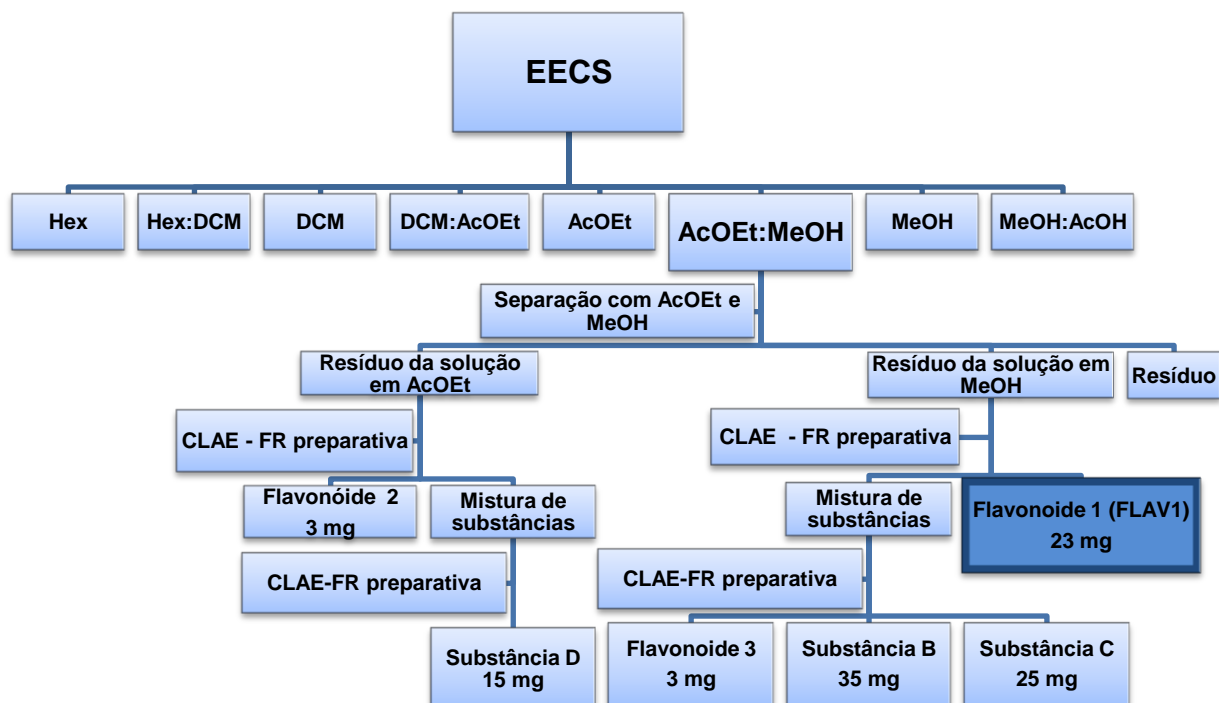 EECS
Hex
Hex:DCM
DCM
DCM:AcOEt
AcOEt
AcOEt:MeOH
MeOH
MeOH:AcOH
Separação com AcOEt e
MeOH
Resíduo da solução
em AcOEt
Resíduo da solução em
MeOH
Resíduo
CLAE - FR preparativa
CLAE - FR preparativa
Flavonóide 2
3 mg
Mistura de
substâncias
Mistura de
substâncias
Flavonoide 1 (FLAV1)
23 mg
CLAE-FR preparativa
CLAE-FR preparativa
Substância D
15 mg
Flavonoide 3
3 mg
Substância B
35 mg
Substância C
25 mg